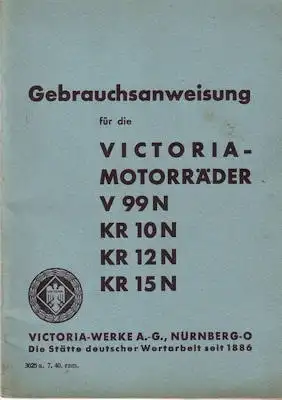 Gebrauchsanweisung
für die
VICTORIA-
MOTORRÄDER
V 99 N
KR 10 N
KR 12 N
KR 15 N
VICTORIA-WERKE A.-G., NÜRNBERG-O
Die Stätte deutscher Wertarbeit seit 1886